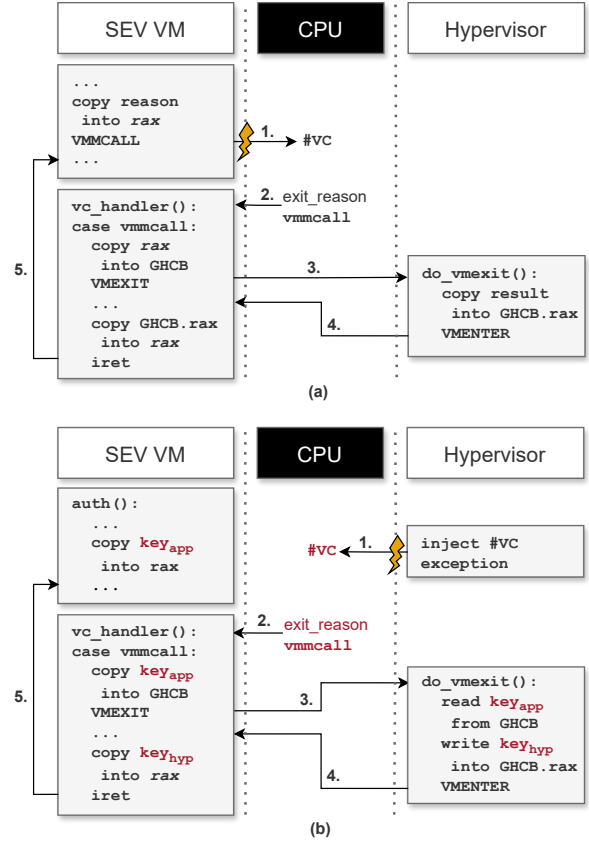 SEV VM
CPU
Hypervisor
...
copy reason
into rax
VMMCALL
...
1.
#VC
vc_handler():
case vmmcall:
copy rax
into GHCB
VMEXIT
...
copy GHCB.rax
into rax
iret
2.
exit_reason
vmmcall
3.
4.
5.
do_vmexit():
copy result
into GHCB.rax
VMENTER
(a)
SEV VM
CPU
Hypervisor
auth():
...
copy keyapp
into rax
...
#VC
1.
inject #VC
exception
vc_handler():
case vmmcall:
copy keyapp
into GHCB
VMEXIT
...
copy keyhyp
into rax
iret
2.
exit_reason
vmmcall
3.
4.
5.
do_vmexit():
read keyapp
from GHCB
write keyhyp
into GHCB.rax
VMENTER
(b)